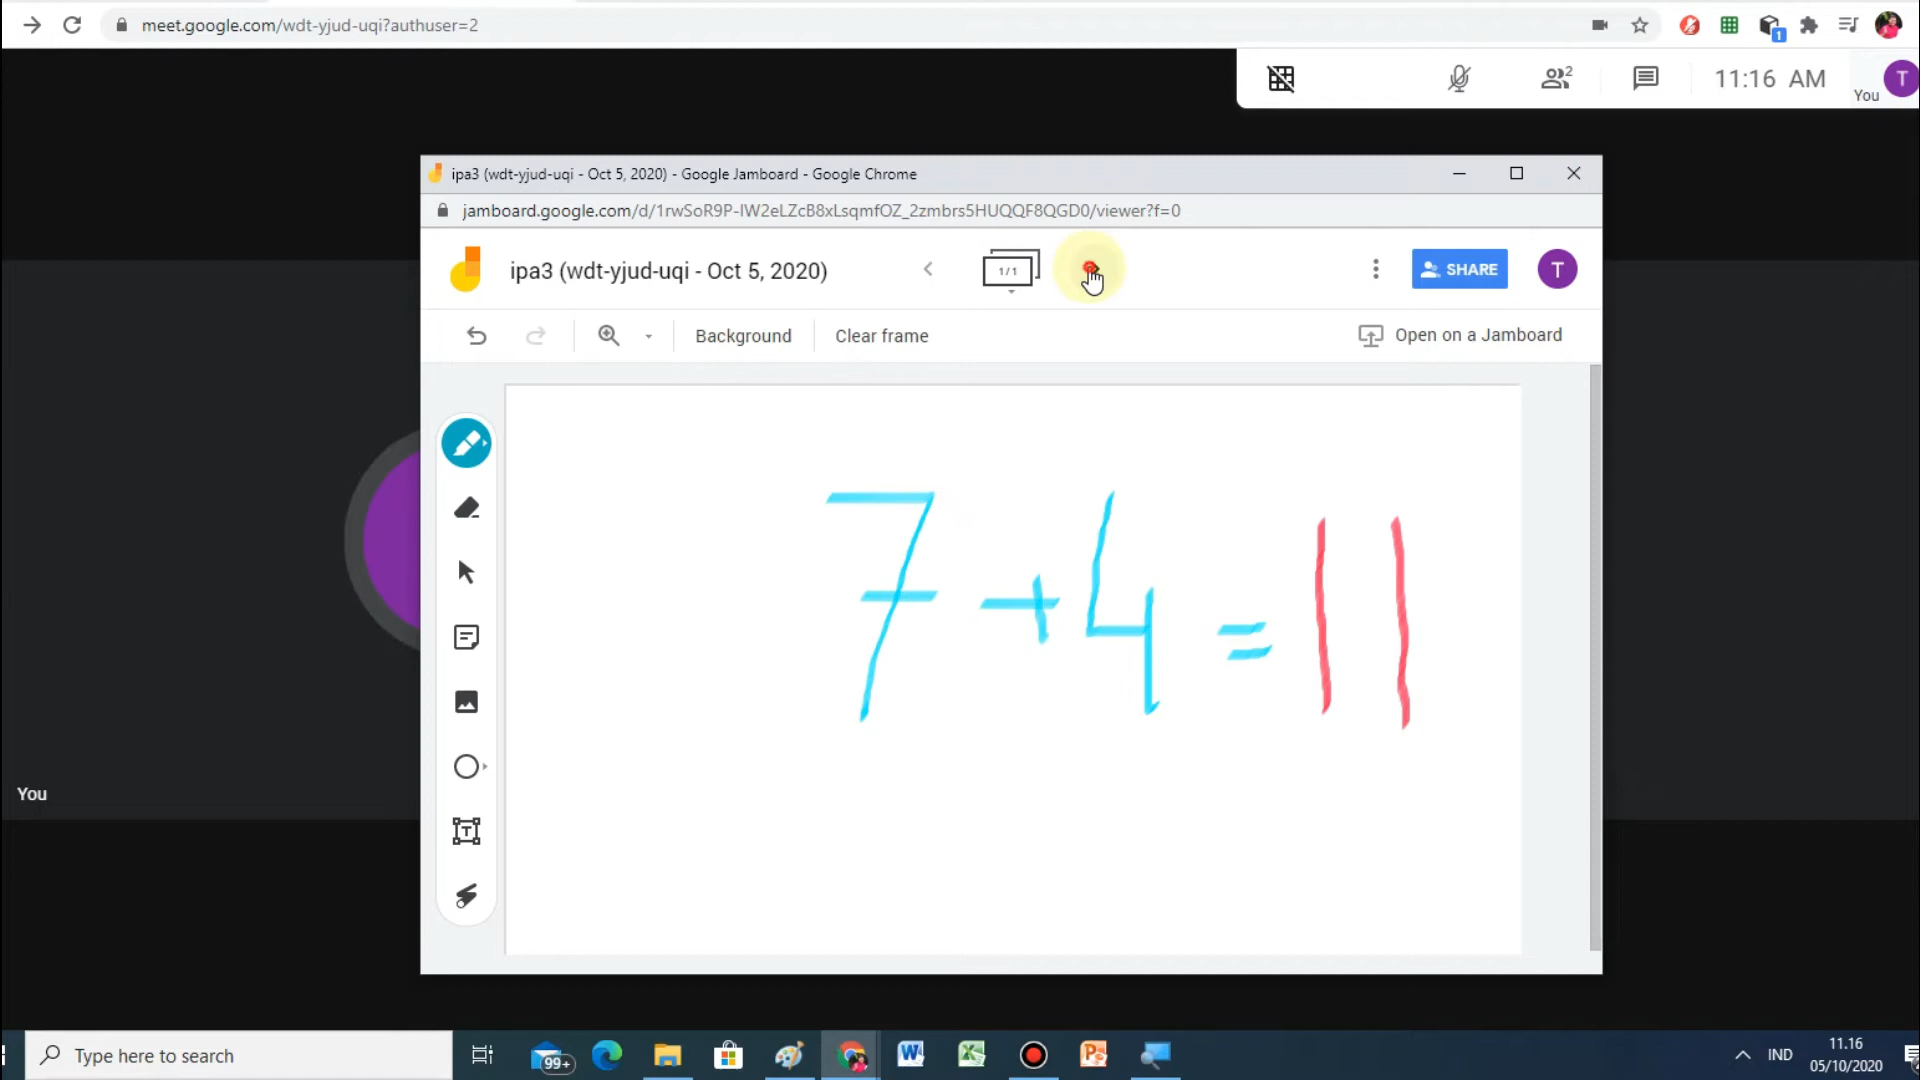 meet.google.com/wdt-yjud-uqi?authuser=2
1
2
11:16 AM
You
T
ipa3 (wdt-yjud-uqi - Oct 5, 2020) - Google Jamboard - Google Chrome
jamboard.google.com/d/1rwSoR9P-IW2eLZcB8xLsqmfOZ_2zmbrs5HUQQF8QGD0/viewer?f=0
ipa3 (wdt-yjud-uqi - Oct 5, 2020)
1/1
SHARE
T
Background
Clear frame
Open on a Jamboard
7+4=11
You
Type here to search
99+
IND
11.16
05/10/2020